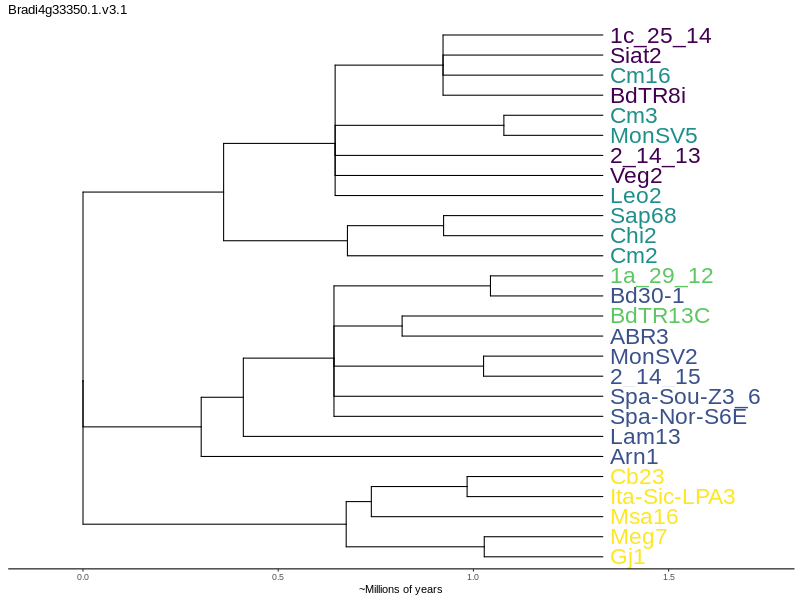 Bradi4g33350.1.v3.1
1c_25_14
Siat2
Cm16
BdTR8i
Cm3
MonSV5
2_14_13
Veg2
Leo2
Sap68
Chi2
Cm2
1a_29_12
Bd30-1
BdTR13C
ABR3
MonSV2
2_14_15
Spa-Sou-Z3_6
Spa-Nor-S6E
Lam13
Arn1
Cb23
Ita-Sic-LPA3
Msa16
Meg7
Gj1
0.0 0.5 1.0 1.5
~Millions of years